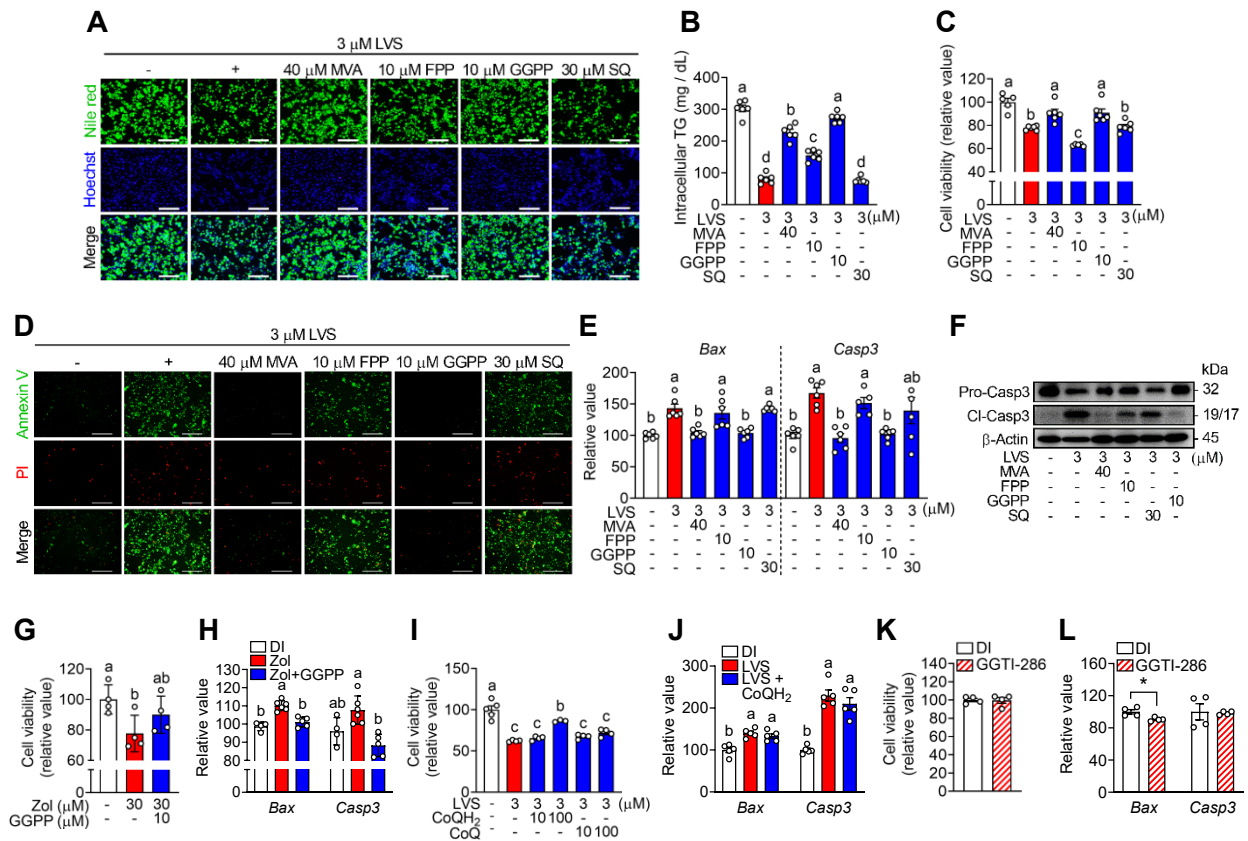 A
3 μM LVS
- + 40 μM MVA 10 μM FPP 10 μM GGPP 30 μM SQ
Nile red
Hoechst
Merge
B
Intracellular TG (mg / dL)
400
300
200
100
0
a d b c a d
LVS - 3 3 3 3 3 (μM)
MVA - - 40 - - -
FPP - - - 10 - -
GGPP - - - - 10 -
SQ - - - - - 30
C
Cell viability (relative value)
120
100
80
60
40
20
0
a b a c a b
LVS - 3 3 3 3 3 (μM)
MVA - - 40 - - -
FPP - - - 10 - -
GGPP - - - - 10 -
SQ - - - - - 30
D
3 μM LVS
- + 40 μM MVA 10 μM FPP 10 μM GGPP 30 μM SQ
Annexin V
PI
Merge
E
Bax Casp3
Relative value
200
150
100
50
0
b a b a b a b a b a b ab
LVS - 3 3 3 3 3 - 3 3 3 3 3 (μM)
MVA - - 40 - - - - - 40 - - -
FPP - - - 10 - - - - - 10 - -
GGPP - - - - 10 - - - - - 10 -
SQ - - - - - 30 - - - - - 30
F
kDa
Pro-Casp3 32
Cl-Casp3 19/17
β-Actin 45
LVS - 3 3 3 3 3 (μM)
MVA - - 40 - - -
FPP - - - 10 - -
GGPP - - - - - 10
SQ - - - - 30 -
G
Cell viability
(relative value)
120
100
80
60
40
20
0
a b ab
Zol (μM) - 30 30
GGPP (μM) - - 10
H
DI
Zol
Zol+GGPP
Relative value
130
120
110
100
90
80
60
40
20
0
b a b ab a b
Bax Casp3
I
Cell viability
(relative value)
150
100
50
0
a c c b c c
LVS - 3 3 3 3 3 (μM)
CoQH2 - - 10 100 - -
CoQ - - - - 10 100
J
DI
LVS
LVS +
CoQH2
Relative value
300
200
100
0
b a a b a a
Bax Casp3
K
DI
GGTI-286
Cell viability
(relative value)
140
120
100
80
60
40
20
0
L
DI
GGTI-286
Relative value
160
140
120
100
80
60
40
20
0
*
Bax Casp3